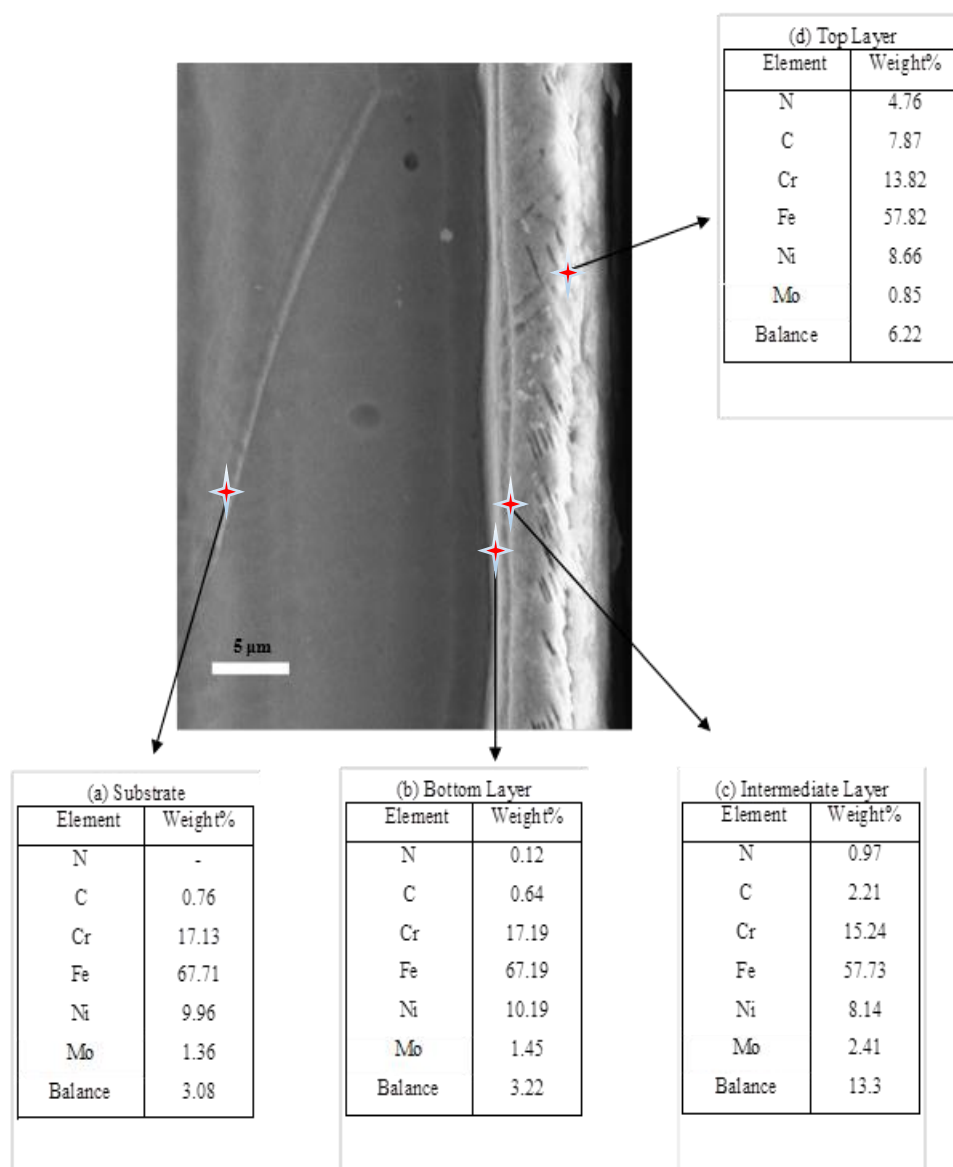 (d) Top Layer
Element Weight%
N 4.76
C 7.87
Cr 13.82
Fe 57.82
Ni 8.66
Mo 0.85
Balance 6.22
5 µm
(a) Substrate
Element Weight%
N -
C 0.76
Cr 17.13
Fe 67.71
Ni 9.96
Mo 1.36
Balance 3.08
(b) Bottom Layer
Element Weight%
N 0.12
C 0.64
Cr 17.19
Fe 67.19
Ni 10.19
Mo 1.45
Balance 3.22
(c) Intermediate Layer
Element Weight%
N 0.97
C 2.21
Cr 15.24
Fe 57.73
Ni 8.14
Mo 2.41
Balance 13.3